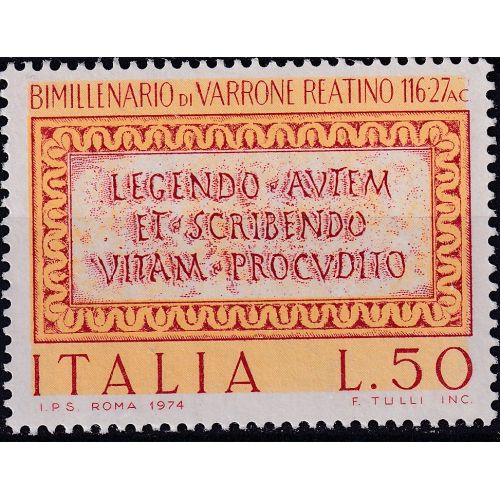 BIMILLENARIO DI VARRONE REATINO 116·27 AC
LEGENDO · AVTEM
ET · SCRIBENDO
VITAM · PROCVDITO
ITALIA L.50
I.P.S. ROMA 1974 F. TULLI INC.